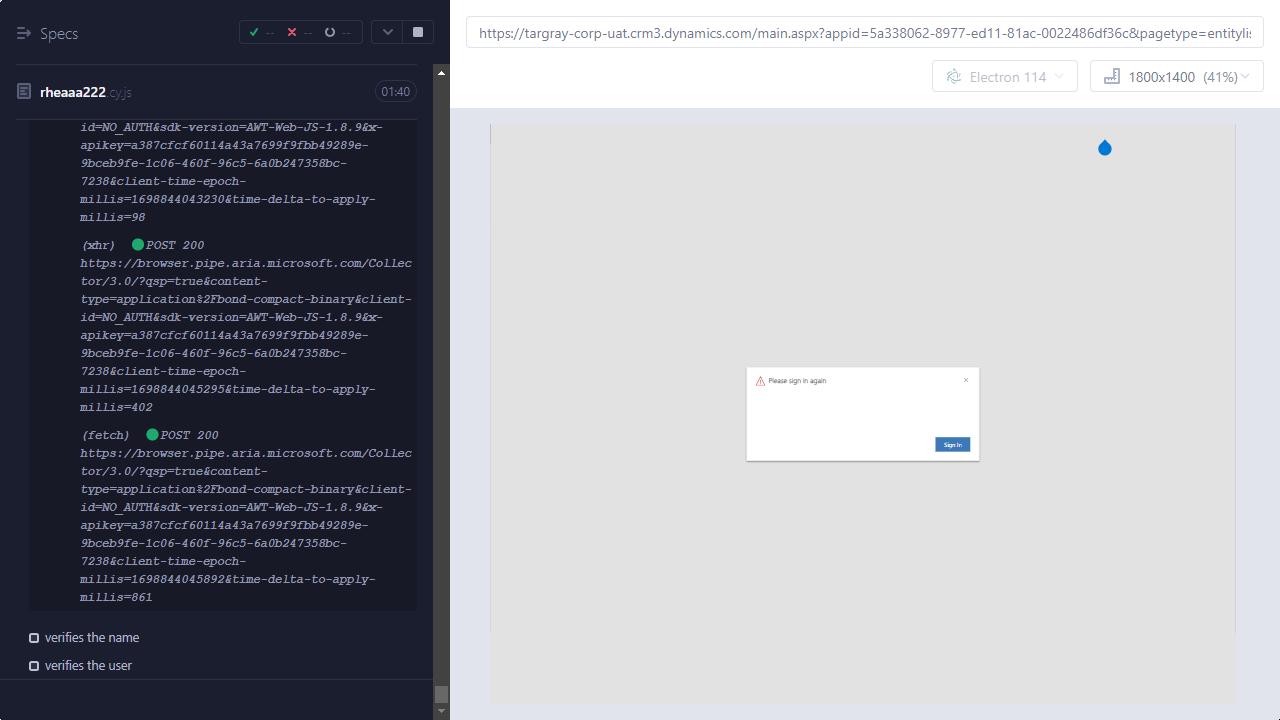 Specs
--
--
--
rheaaa222.cy.js
01:40
id=NO_AUTH&sdk-version=AWT-Web-JS-1.8.9&x-
apikey=a387cfcf60114a43a7699f9fbb49289e-
9bceb9fe-1c06-460f-96c5-6a0b247358bc-
7238&client-time-epoch-
millis=1698844043230&time-delta-to-apply-
millis=98
(xhr) POST 200
https://browser.pipe.aria.microsoft.com/Collec
tor/3.0/?qsp=true&content-
type=application%2Fbond-compact-binary&client-
id=NO_AUTH&sdk-version=AWT-Web-JS-1.8.9&x-
apikey=a387cfcf60114a43a7699f9fbb49289e-
9bceb9fe-1c06-460f-96c5-6a0b247358bc-
7238&client-time-epoch-
millis=1698844045295&time-delta-to-apply-
millis=402
(fetch) POST 200
https://browser.pipe.aria.microsoft.com/Collec
tor/3.0/?qsp=true&content-
type=application%2Fbond-compact-binary&client-
id=NO_AUTH&sdk-version=AWT-Web-JS-1.8.9&x-
apikey=a387cfcf60114a43a7699f9fbb49289e-
9bceb9fe-1c06-460f-96c5-6a0b247358bc-
7238&client-time-epoch-
millis=1698844045892&time-delta-to-apply-
millis=861
verifies the name
verifies the user
https://targray-corp-uat.crm3.dynamics.com/main.aspx?appid=5a338062-8977-ed11-81ac-0022486df36c&pagetype=entitylis
Electron 114
1800x1400 (41%)
Please sign in again
Sign In